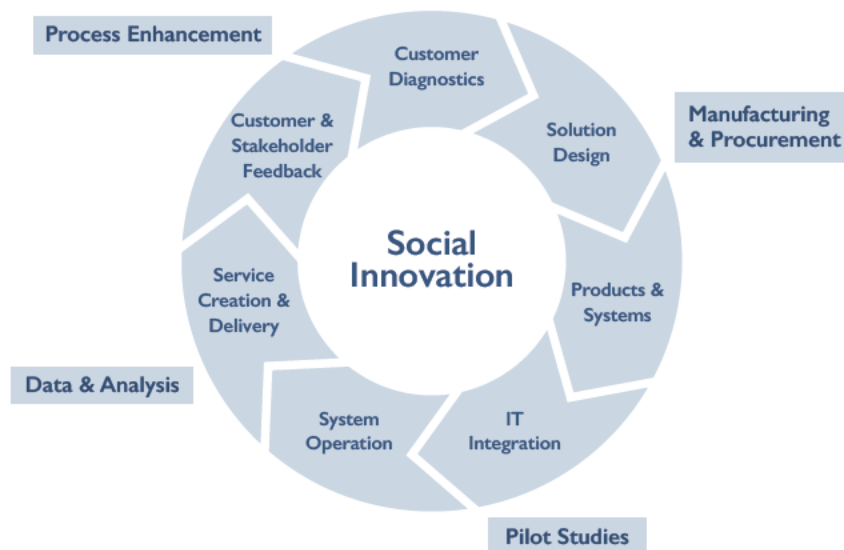 Process Enhancement
Customer
Diagnostics
Customer &
Stakeholder
Feedback
Solution
Design
Manufacturing
& Procurement
Social
Innovation
Service
Creation &
Delivery
Products &
Systems
Data & Analysis
System
Operation
IT
Integration
Pilot Studies